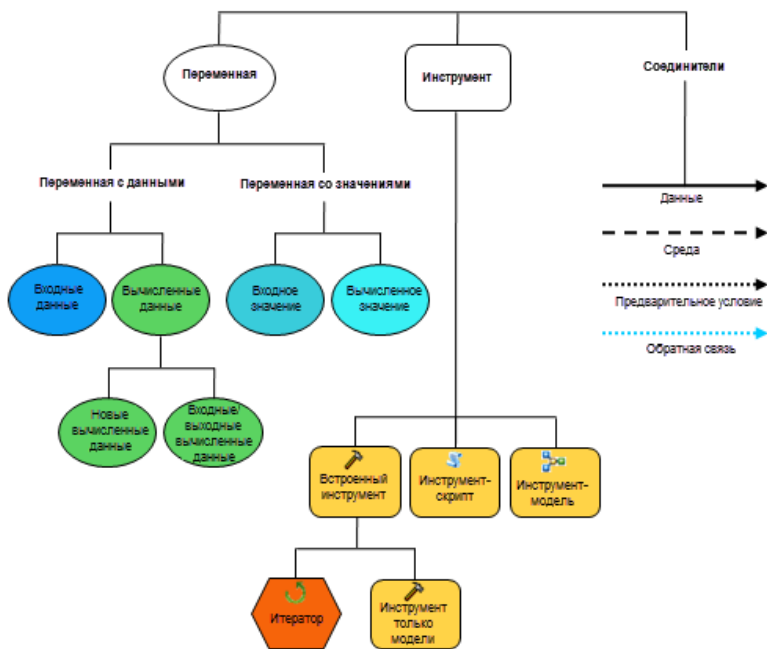 Переменная
Инструмент
Соединители
Переменная с данными
Переменная со значениями
Данные
Среда
Предварительное условие
Обратная связь
Входные
данные
Вычисленные
данные
Входное
значение
Вычисленное
значение
Новые
вычисленные
данные
Входные/
выходные
вычисленные
данные
Встроенный
инструмент
Инструмент-
скрипт
Инструмент-
модель
Итератор
Инструмент
только
модели